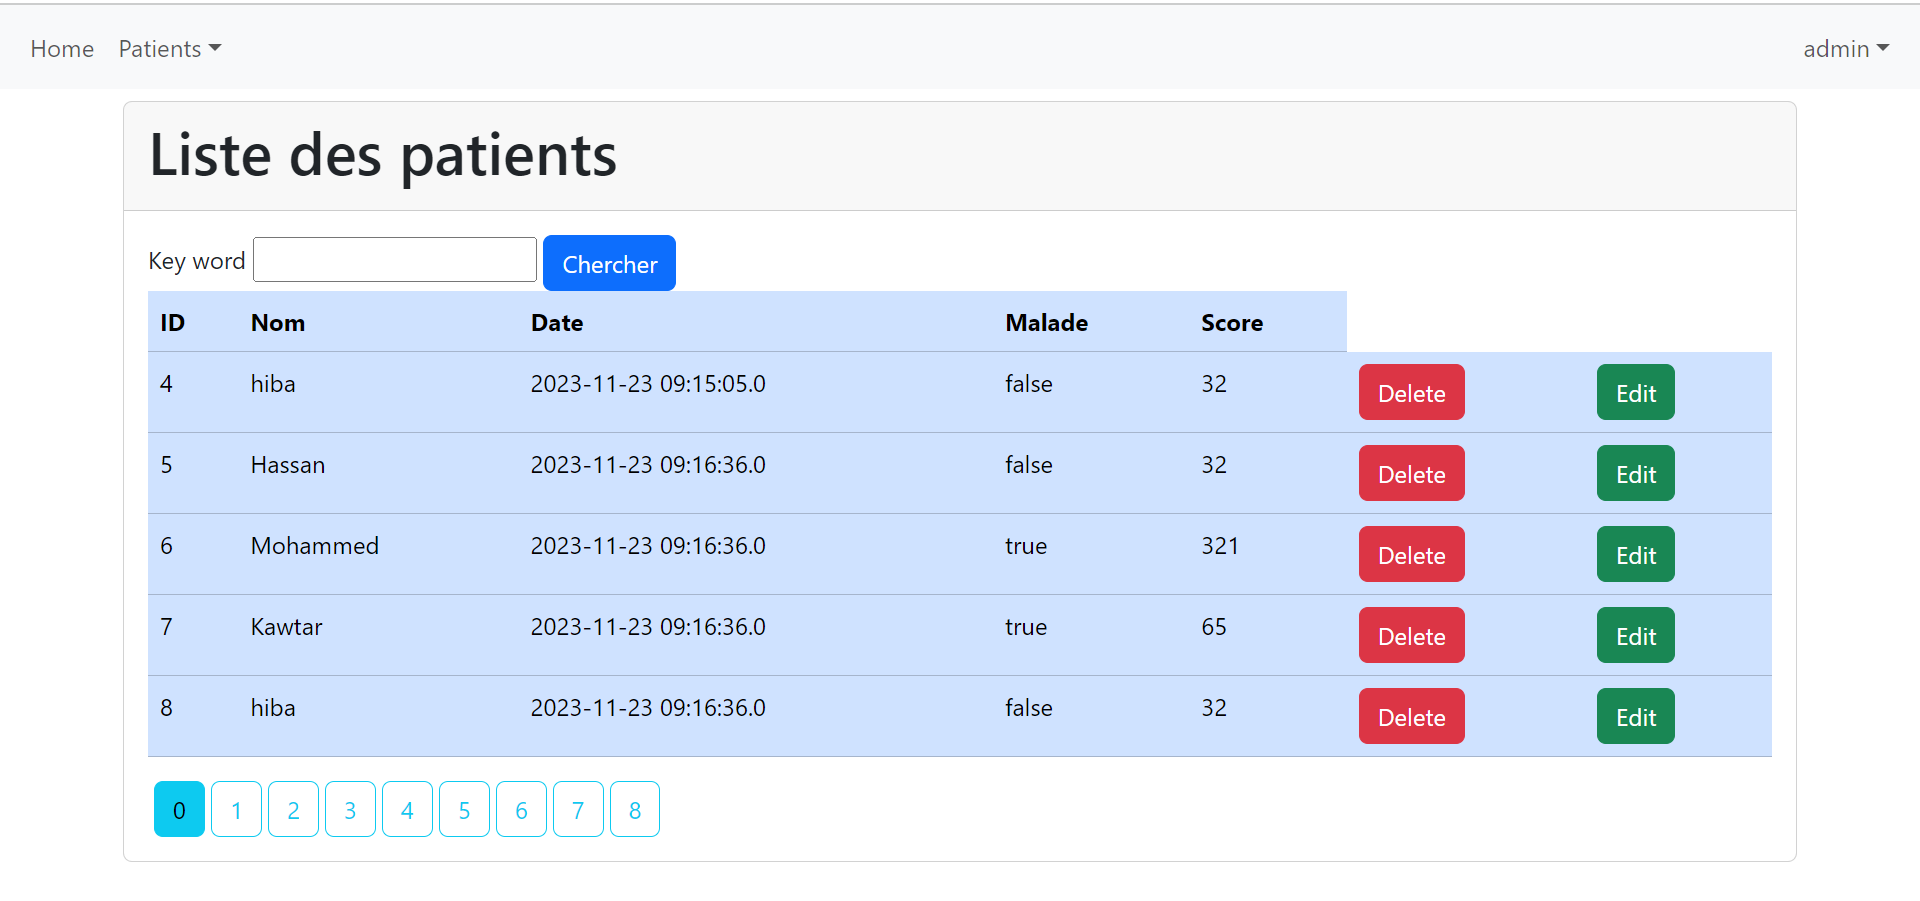 Home Patients admin
Liste des patients
Key word Chercher
ID Nom Date Malade Score
4 hiba 2023-11-23 09:15:05.0 false 32 Delete Edit
5 Hassan 2023-11-23 09:16:36.0 false 32 Delete Edit
6 Mohammed 2023-11-23 09:16:36.0 true 321 Delete Edit
7 Kawtar 2023-11-23 09:16:36.0 true 65 Delete Edit
8 hiba 2023-11-23 09:16:36.0 false 32 Delete Edit
0 1 2 3 4 5 6 7 8